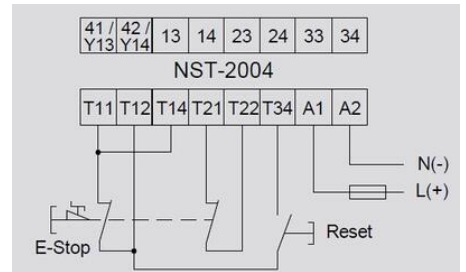 41 / 42 / 13 14 23 24 33 34
Y13 Y14
NST-2004
T11 T12 T14 T21 T22 T34 A1 A2
N(-)
L(+)
Reset
E-Stop